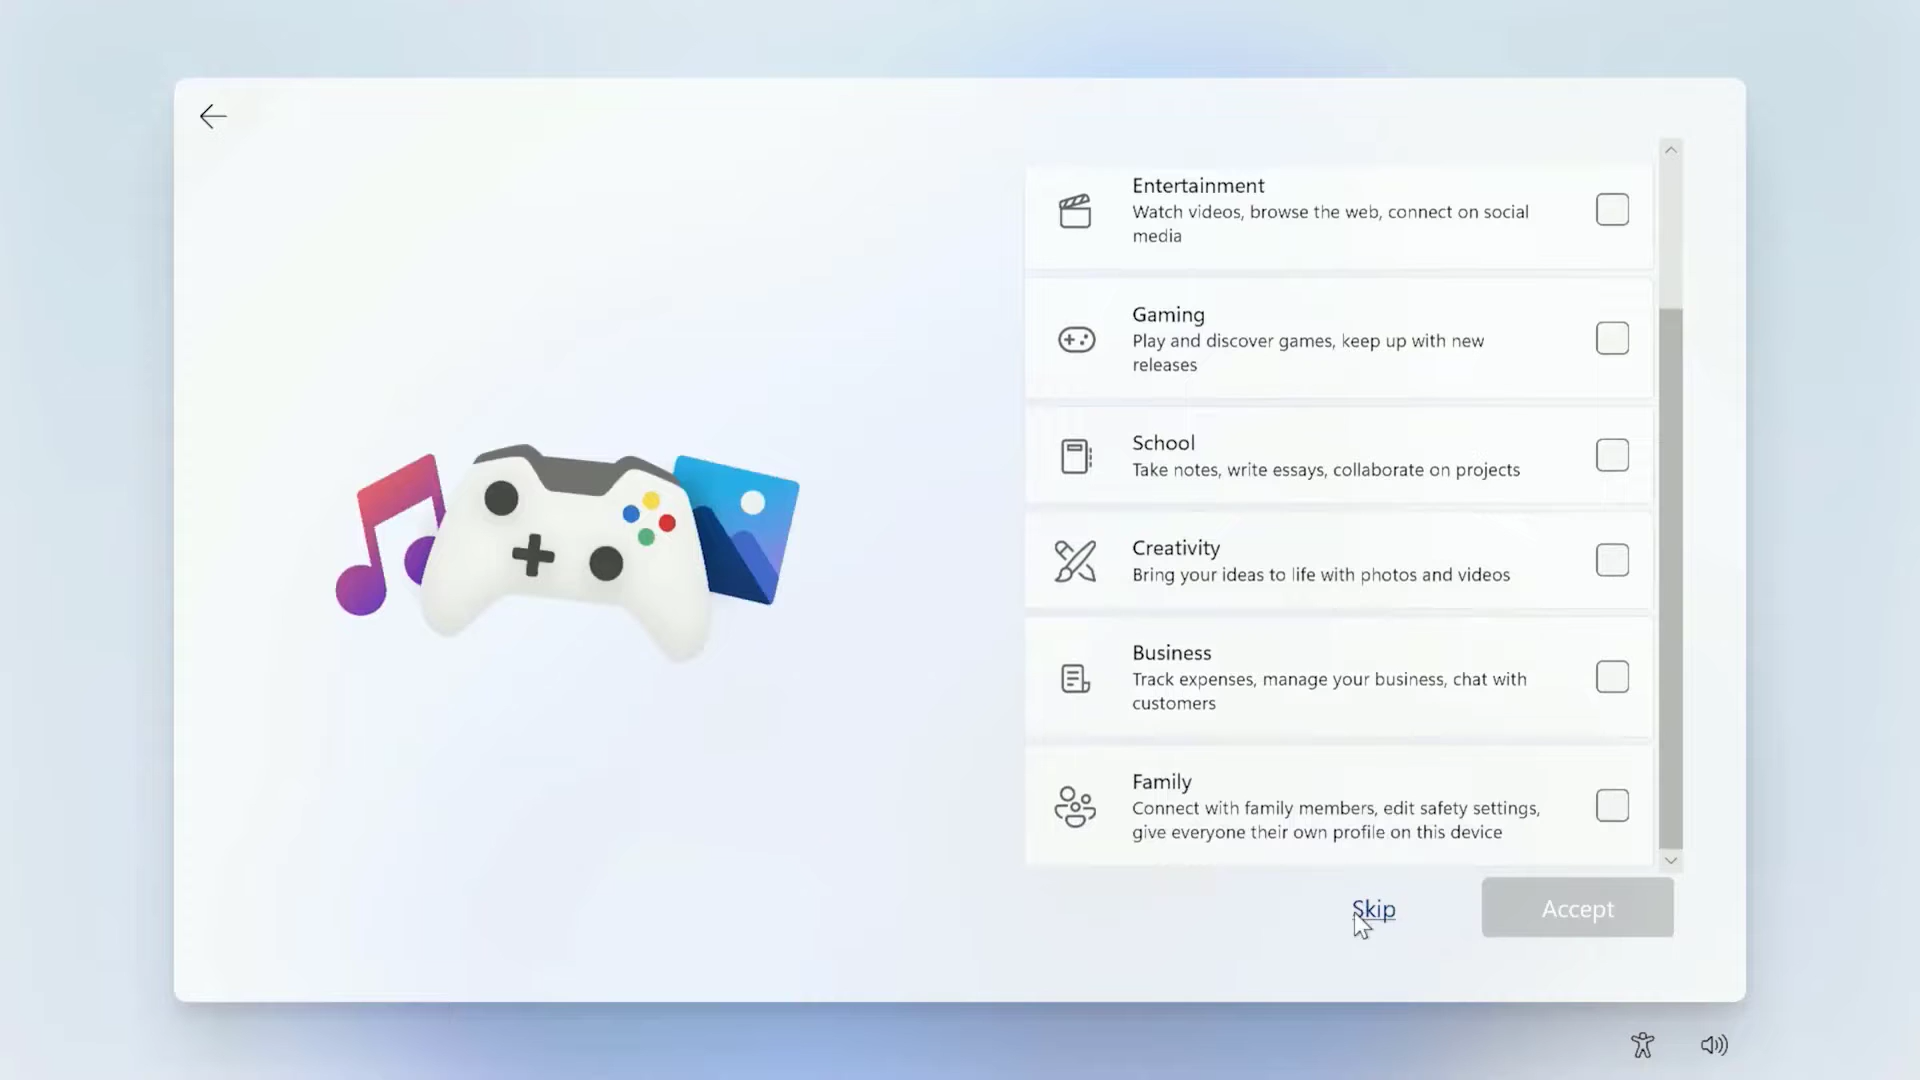 Entertainment
Watch videos, browse the web, connect on social
media
Gaming
Play and discover games, keep up with new
releases
School
Take notes, write essays, collaborate on projects
Creativity
Bring your ideas to life with photos and videos
Business
Track expenses, manage your business, chat with
customers
Family
Connect with family members, edit safety settings,
give everyone their own profile on this device
Skip
Accept